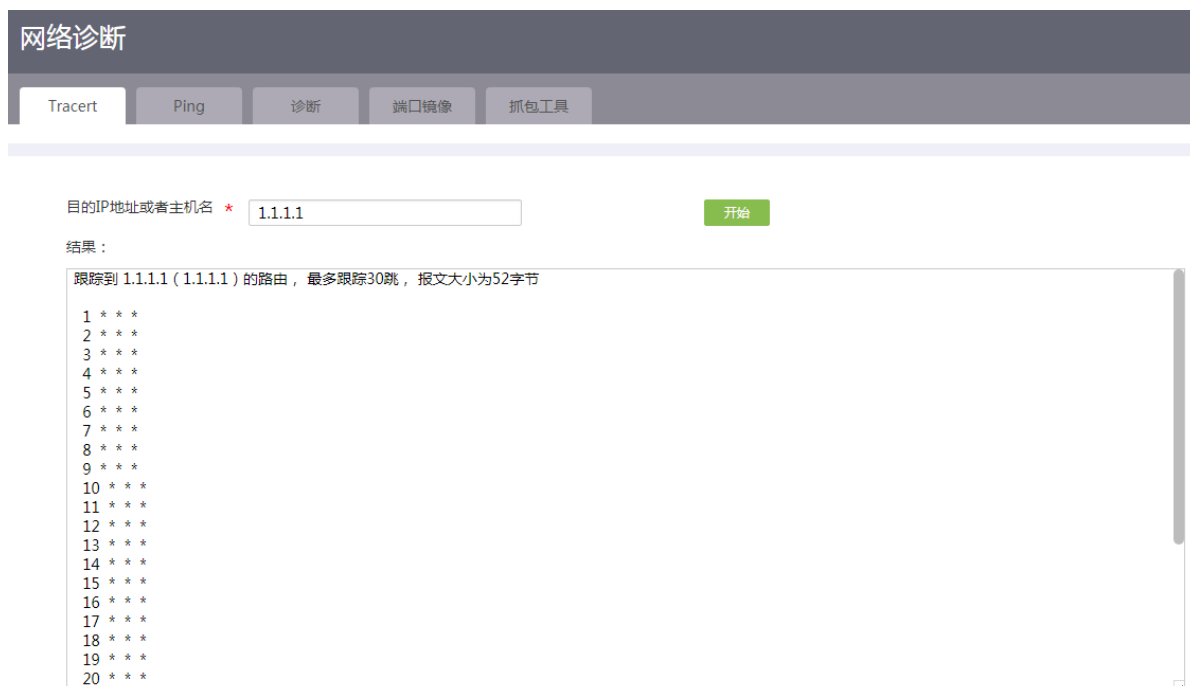 网络诊断
Tracert Ping 诊断 端口镜像 抓包工具
目的IP地址或者主机名 * 1.1.1.1 开始
结果：
跟踪到 1.1.1.1 ( 1.1.1.1 ) 的路由 ， 最多跟踪30跳 ， 报文大小为52字节
1 * * *
2 * * *
3 * * *
4 * * *
5 * * *
6 * * *
7 * * *
8 * * *
9 * * *
10 * * *
11 * * *
12 * * *
13 * * *
14 * * *
15 * * *
16 * * *
17 * * *
18 * * *
19 * * *
20 * * *